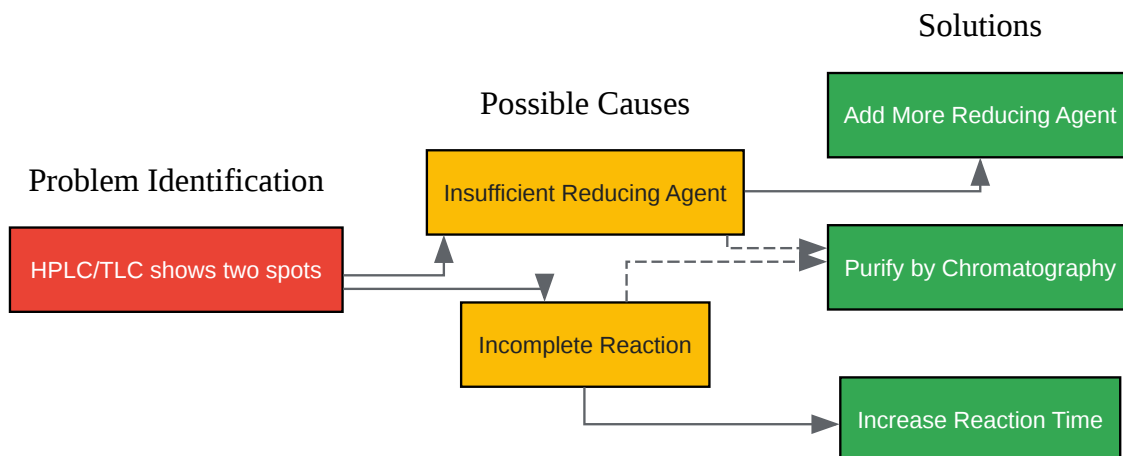 Problem Identification
HPLC/TLC shows two spots
Possible Causes
Insufficient Reducing Agent
Incomplete Reaction
Solutions
Add More Reducing Agent
Purify by Chromatography
Increase Reaction Time